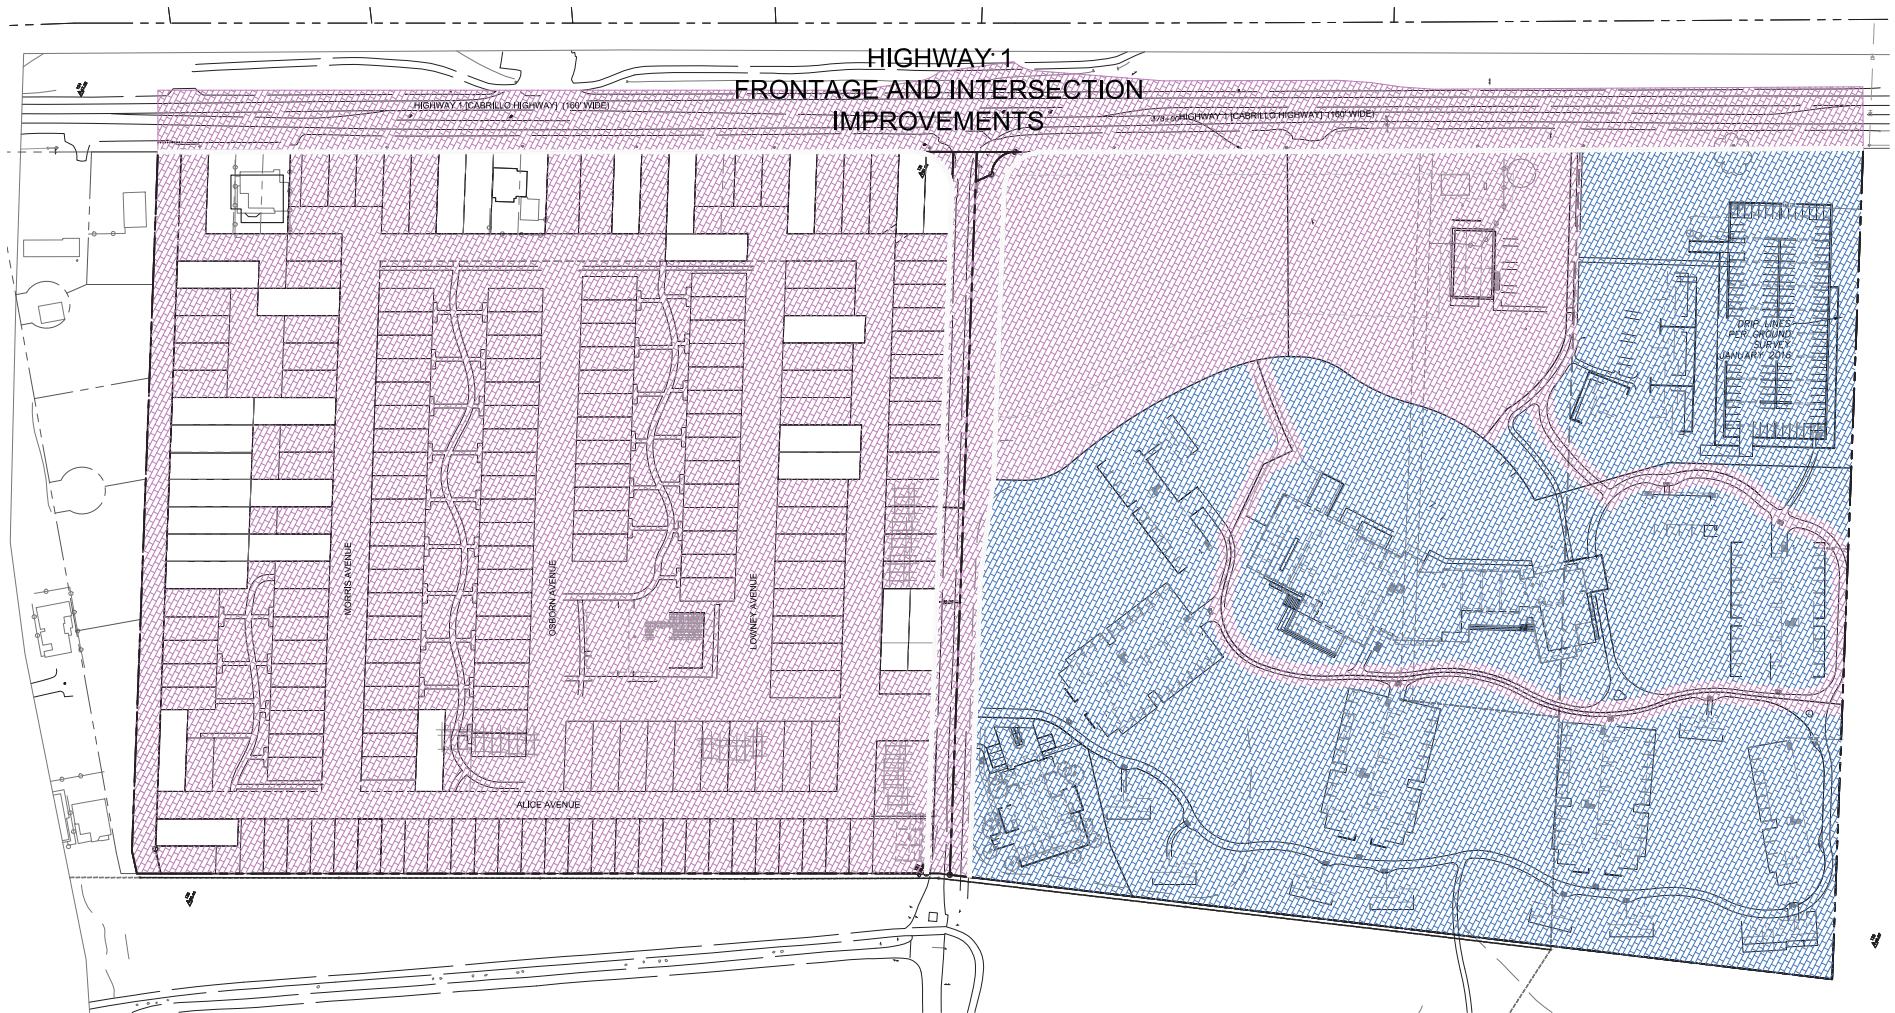 HIGHWAY 1
FRONTAGE AND INTERSECTION
IMPROVEMENTS
HIGHWAY 1 [CABRILLO HIGHWAY] (160' WIDE)
HIGHWAY 1 [CABRILLO HIGHWAY] (160' WIDE)
DRIP LINES
PER GROUND
SURVEY
JANUARY 2016
MORRIS AVENUE
OSBORN AVENUE
LOWNEY AVENUE
ALICE AVENUE